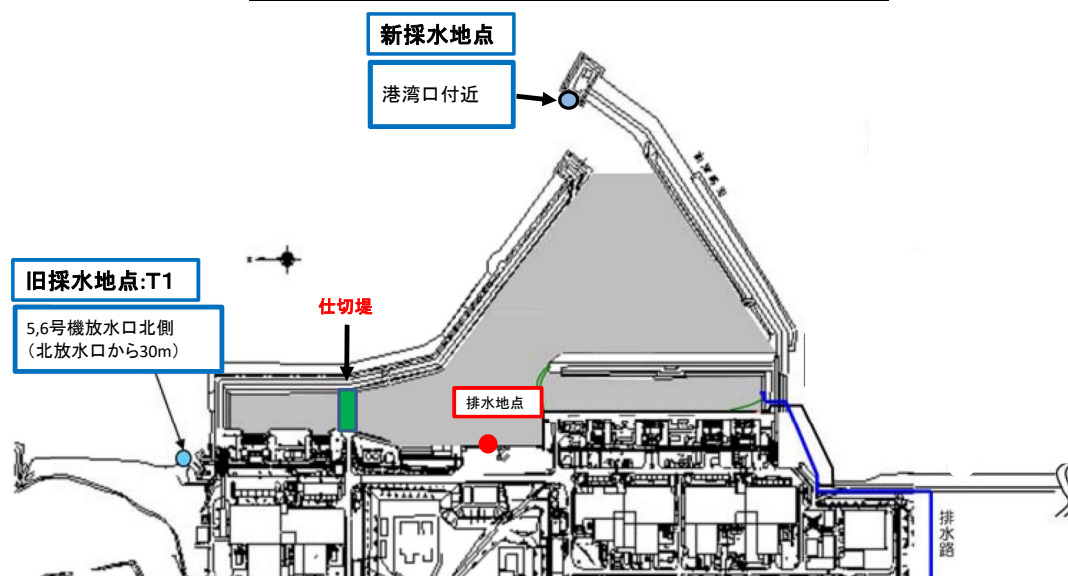 新採水地点
港湾口付近
旧採水地点:T1
5,6号機放水口北側
（北放水口から30m）
仕切堤
排水地点
排水路